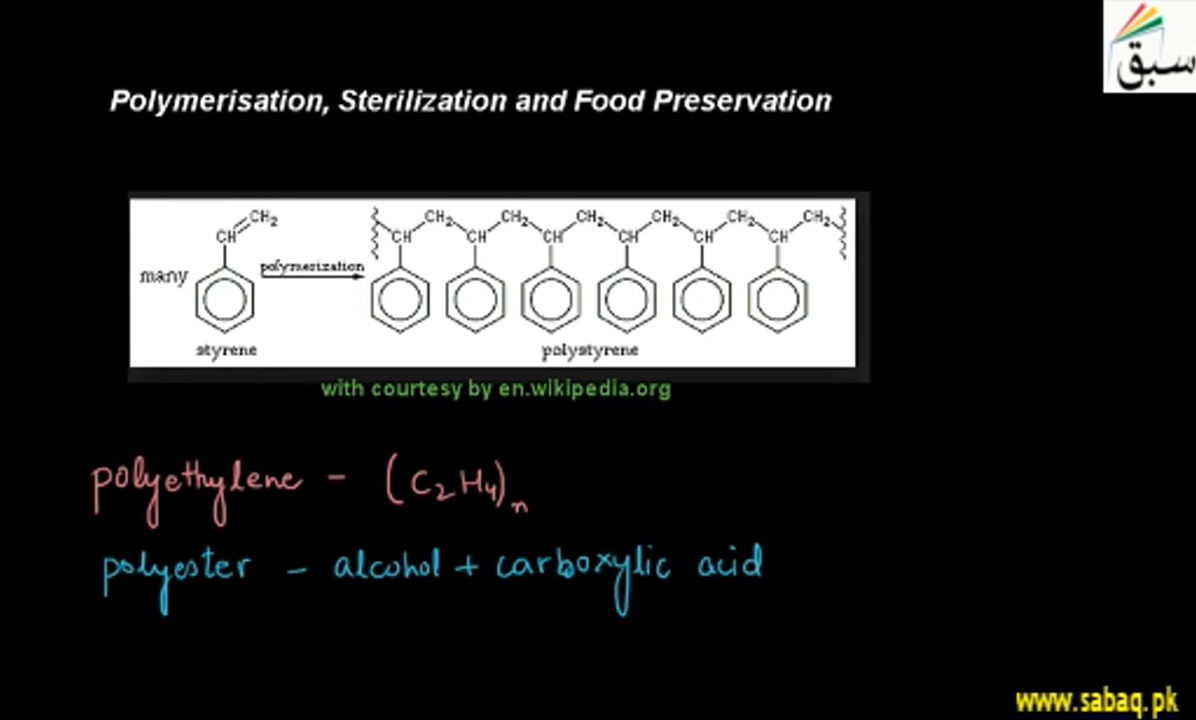 سبق
Polymerisation, Sterilization and Food Preservation
CH₂ CH₂ CH₂ CH₂ CH₂ CH₂ CH₂
CH CH CH CH CH CH CH
many polymerization
styrene polystyrene
with courtesy by en.wikipedia.org
polyethylene - (C₂H₄)ₙ
polyester - alcohol + carboxylic acid
www.sabaq.pk